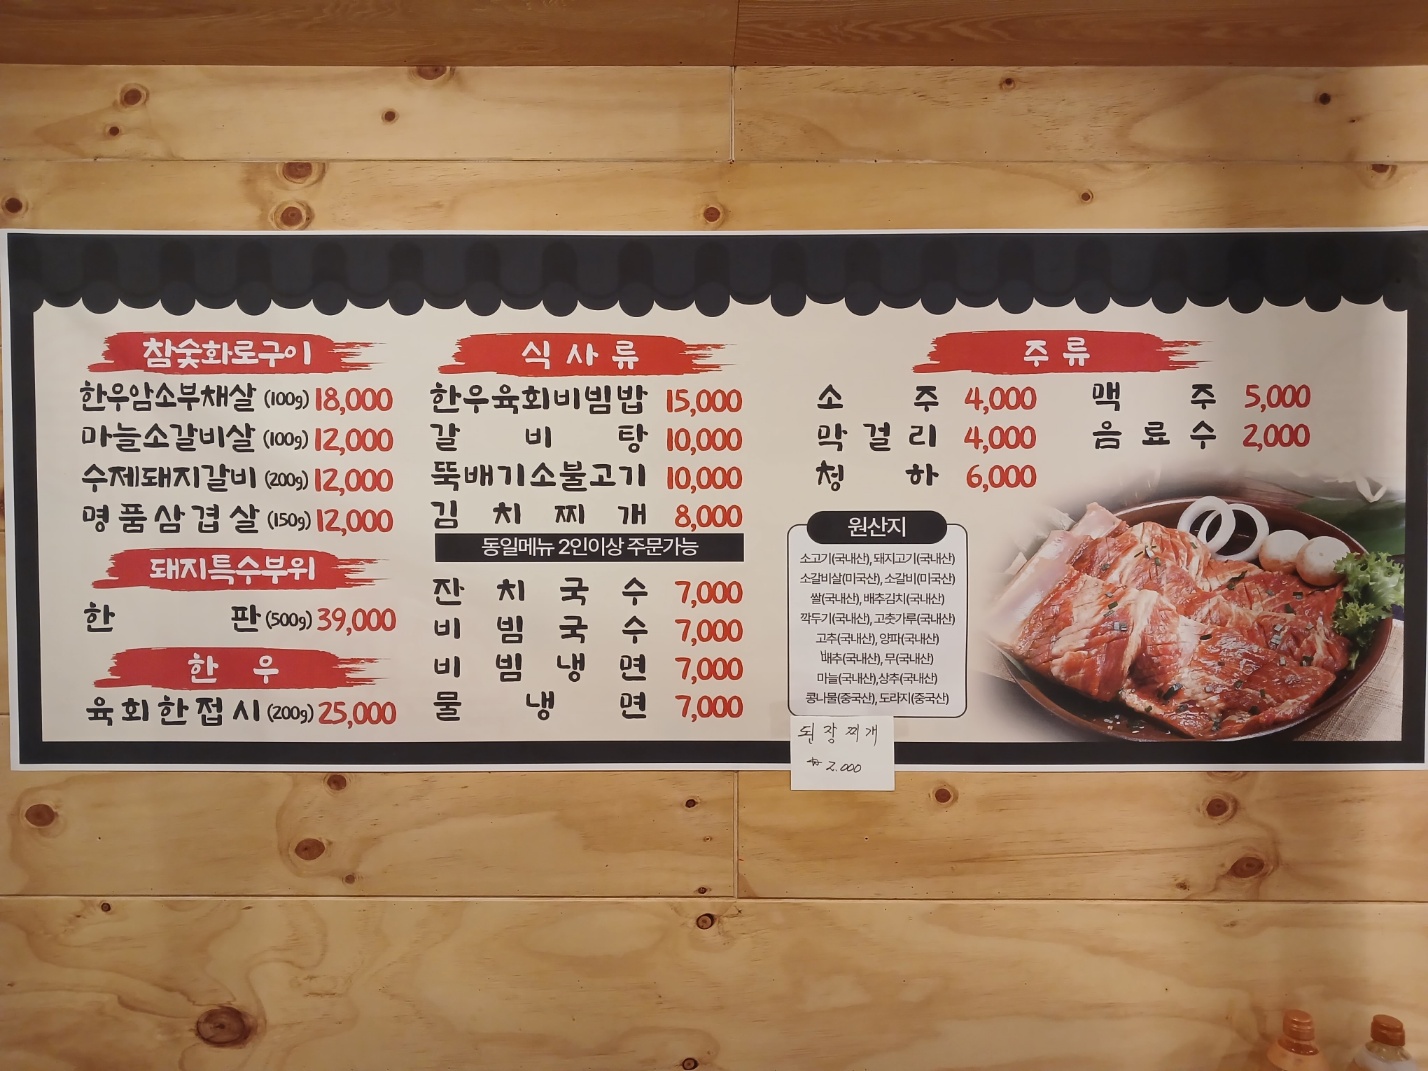 참숯화로구이
한우암소부채살 (100g) 18,000
마늘소갈비살 (100g) 12,000
수제돼지갈비 (200g) 12,000
명품삼겹살 (150g) 12,000
돼지특수부위
한판 (500g) 39,000
한우
육회한접시 (200g) 25,000
식사류
한우육회비빔밥 15,000
갈비탕 10,000
뚝배기소불고기 10,000
김치찌개 8,000
동일메뉴 2인이상 주문가능
잔치국수 7,000
비빔국수 7,000
비빔냉면 7,000
물냉면 7,000
주류
소주 4,000 맥주 5,000
막걸리 4,000 음료수 2,000
청하 6,000
원산지
소고기(국내산), 돼지고기(국내산)
소갈비살(미국산), 소갈비(미국산)
쌀(국내산), 배추김치(국내산)
깍두기(국내산), 고춧가루(국내산)
고추(국내산), 양파(국내산)
배추(국내산), 무(국내산)
마늘(국내산),상추(국내산)
콩나물(중국산), 도라지(중국산)
된장찌개
₩ 2.000